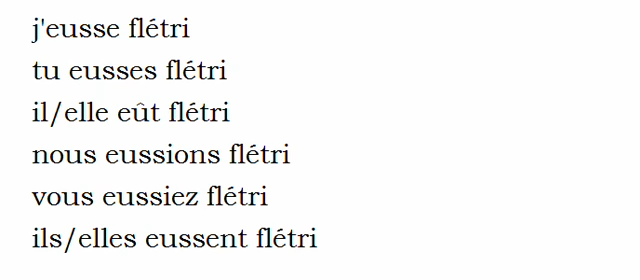 j'eusse flétri
tu eusses flétri
il/elle eût flétri
nous eussions flétri
vous eussiez flétri
ils/elles eussent flétri